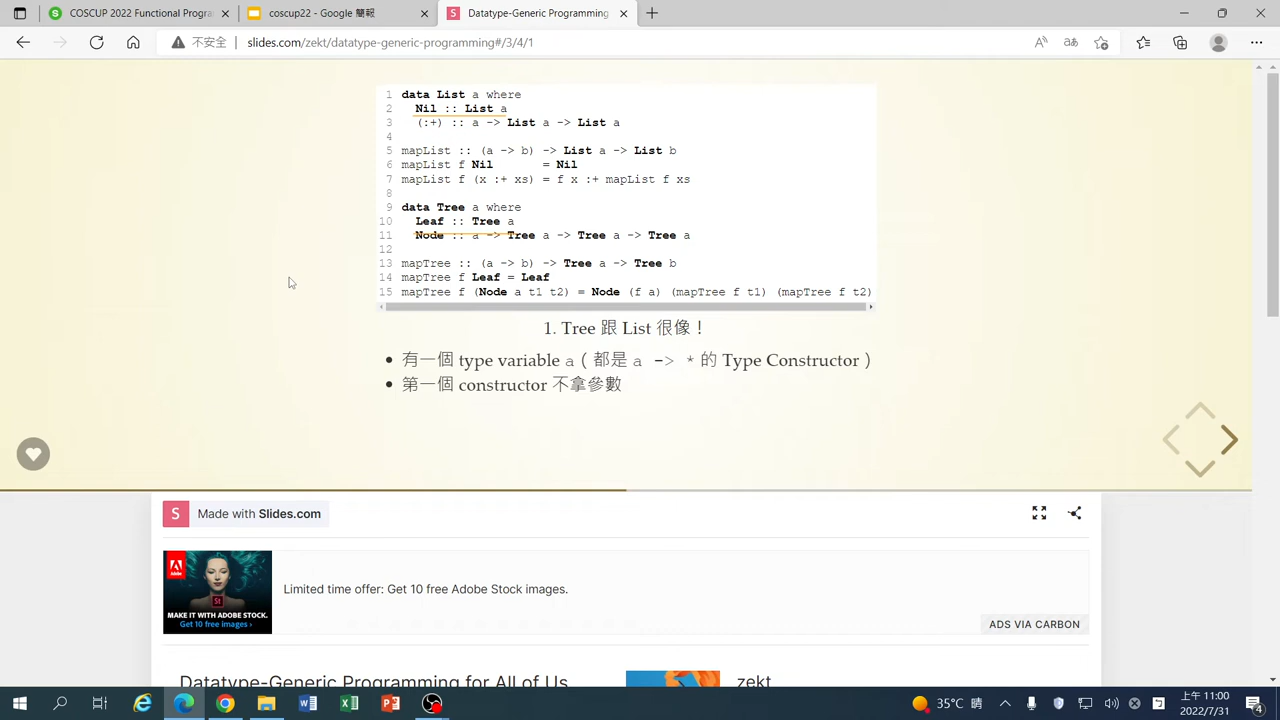 COSCUP 2022 Functional Progra
coscup22 - Google 簡報
Datatype-Generic Programming
不安全
slides.com/zekt/datatype-generic-programming#/3/4/1
1 data List a where
2 Nil :: List a
3 (:+) :: a -> List a -> List a
4
5 mapList :: (a -> b) -> List a -> List b
6 mapList f Nil = Nil
7 mapList f (x :+ xs) = f x :+ mapList f xs
8
9 data Tree a where
10 Leaf :: Tree a
11 Node :: a -> Tree a -> Tree a -> Tree a
12
13 mapTree :: (a -> b) -> Tree a -> Tree b
14 mapTree f Leaf = Leaf
15 mapTree f (Node a t1 t2) = Node (f a) (mapTree f t1) (mapTree f t2)
1. Tree 跟 List 很像！
• 有一個 type variable a（都是 a -> * 的 Type Constructor）
• 第一個 constructor 不拿參數
S Made with Slides.com
Adobe
St
MAKE IT WITH ADOBE STOCK.
Get 10 free images ›
Limited time offer: Get 10 free Adobe Stock images.
ADS VIA CARBON
Datatype-Generic Programming for All of Us
zekt
35°C 晴
上午 11:00
2022/7/31
4